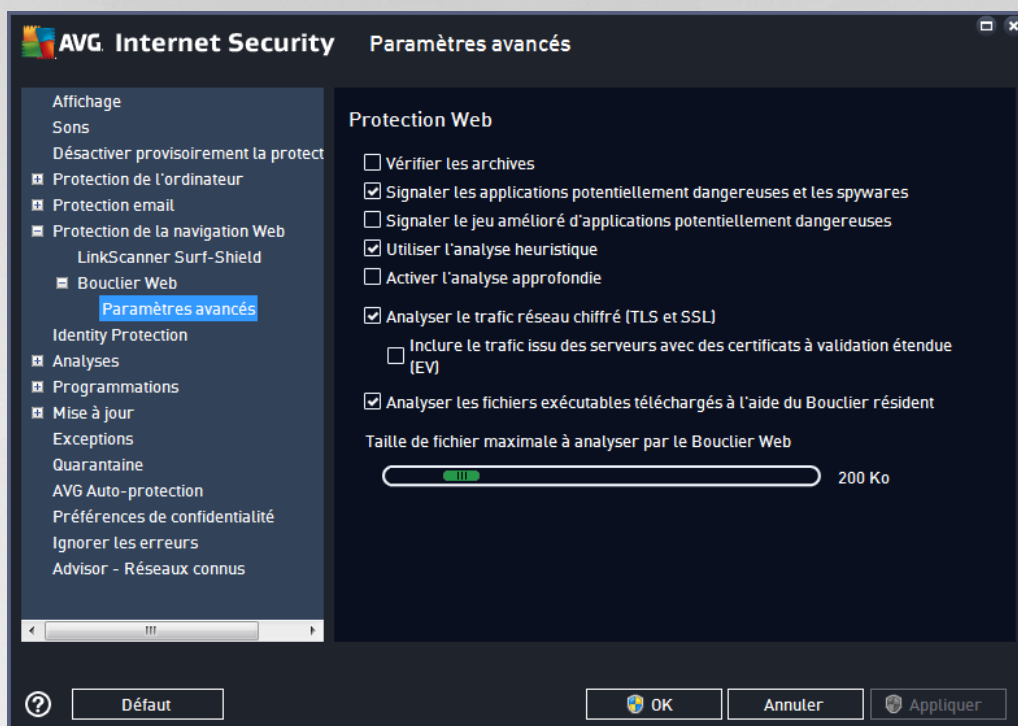 AVG. Internet Security
Paramètres avancés
Affichage
Sons
Désactiver provisoirement la protect
Protection de l'ordinateur
Protection email
Protection de la navigation Web
LinkScanner Surf-Shield
Bouclier Web
Paramètres avancés
Identity Protection
Analyses
Programmations
Mise à jour
Exceptions
Quarantaine
AVG Auto-protection
Préférences de confidentialité
Ignorer les erreurs
Advisor - Réseaux connus
Protection Web
Vérifier les archives
Signaler les applications potentiellement dangereuses et les spywares
Signaler le jeu amélioré d'applications potentiellement dangereuses
Utiliser l'analyse heuristique
Activer l'analyse approfondie
Analyser le trafic réseau chiffré (TLS et SSL)
Inclure le trafic issu des serveurs avec des certificats à validation étendue
(EV)
Analyser les fichiers exécutables téléchargés à l'aide du Bouclier résident
Taille de fichier maximale à analyser par le Bouclier Web
200 Ko
Défaut
OK
Annuler
Appliquer